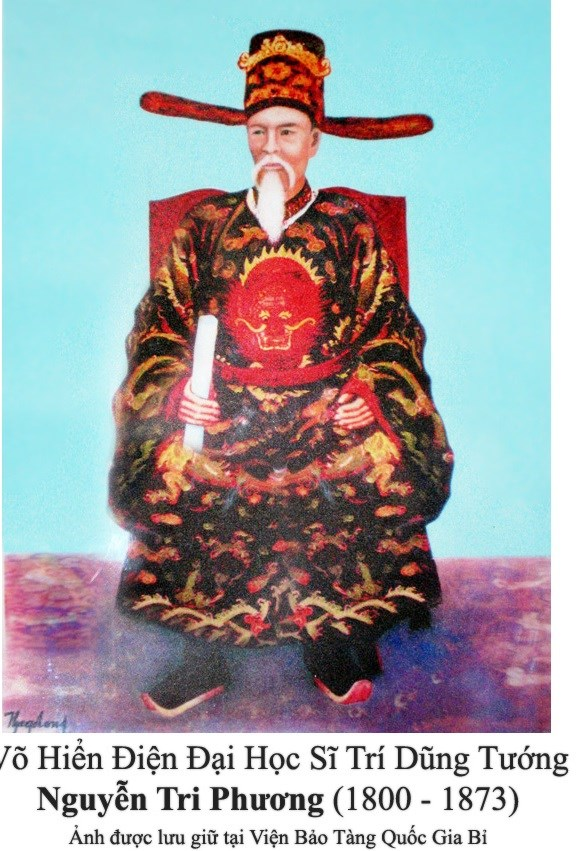 Võ Hiển Điện Đại Học Sĩ Trí Dũng Tướng
Nguyễn Tri Phương (1800 - 1873)
Ảnh được lưu giữ tại Viện Bảo Tàng Quốc Gia Bỉ